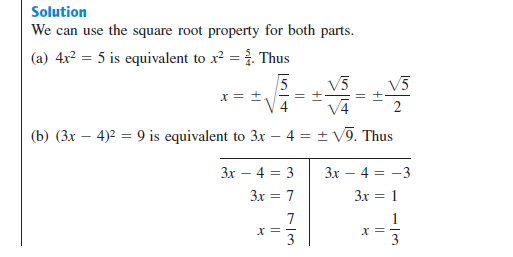 Solution
We can use the square root property for both parts.
(a) 4x² = 5 is equivalent to x² = 5/4. Thus
x = ±√(5/4) = ±√5/√4 = ±√5/2
(b) (3x − 4)² = 9 is equivalent to 3x − 4 = ±√9. Thus
3x − 4 = 3 | 3x − 4 = −3
3x = 7 | 3x = 1
x = 7/3 | x = 1/3